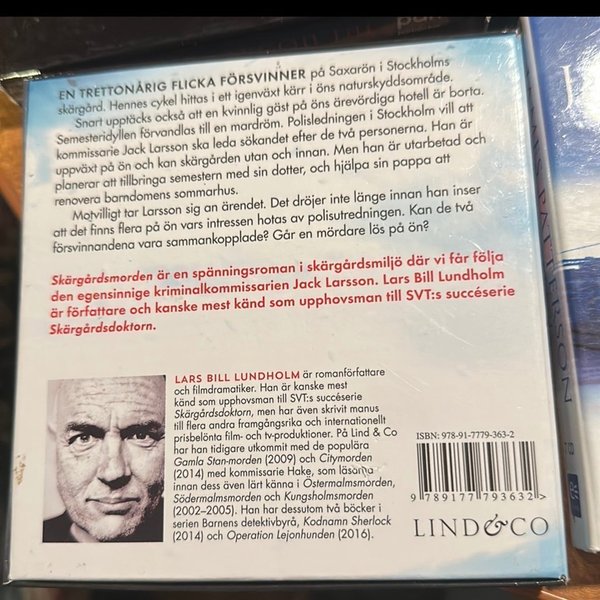 EN TRETTONÅRIG FLICKA FÖRSVINNER på Saxarön i Stockholms
skärgård. Hennes cykel hittas i ett igenväxt kärr i öns naturskyddsområde.
Snart upptäcks också att en kvinnlig gäst på öns ärevördiga hotell är borta.
Semesteridyllen förvandlas till en mardröm. Polisledningen i Stockholm vill att
kommissarie Jack Larsson ska leda sökandet efter de två personerna. Han är
uppväxt på ön och kan skärgården utan och innan. Men han är utarbetad och
planerar att tillbringa semestern med sin dotter, och hjälpa sin pappa att
renovera barndomens sommarhus.
Motvilligt tar Larsson sig an ärendet. Det dröjer inte länge innan han inser
att det finns flera på ön vars intressen hotas av polisutredningen. Kan de två
försvinnandena vara sammankopplade? Går en mördare lös på ön?
Skärgårdsmorden är en spänningsroman i skärgårdsmiljö där vi får följa
den egensinnige kriminalkommissarien Jack Larsson. Lars Bill Lundholm
är författare och kanske mest känd som upphovsman till SVT:s succéserie
Skärgårdsdoktorn.
LARS BILL LUNDHOLM är romanförfattare
och filmdramatiker. Han är kanske mest
känd som upphovsman till SVT:s succéserie
Skärgårdsdoktorn, men har även skrivit manus
till flera andra framgångsrika och internationellt
prisbelönta film- och tv-produktioner. På Lind & Co
har han tidigare utkommit med de populära
Gamla Stan-morden (2009) och Citymorden
(2014) med kommissarie Hake, som läsarna
innan dess även lärt känna i Östermalmsmorden,
Södermalmsmorden och Kungsholmsmorden
(2002–2005). Han har dessutom två böcker i
serien Barnens detektivbyrå, Kodnamn Sherlock
(2014) och Operation Lejonhunden (2016).
ISBN: 978-91-7779-363-2
9 789177 793632 >
LIND&CO
JAMES PATTERSON